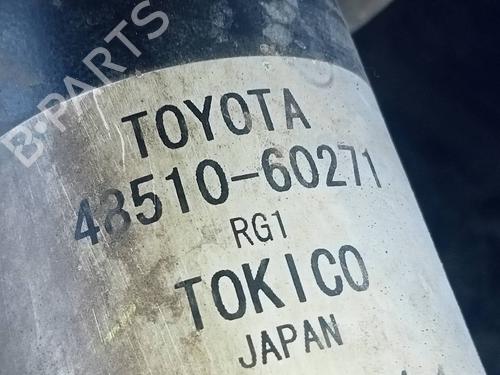 B-PARTS
TOYOTA
48510-60271
RG1
TOKICO
JAPAN